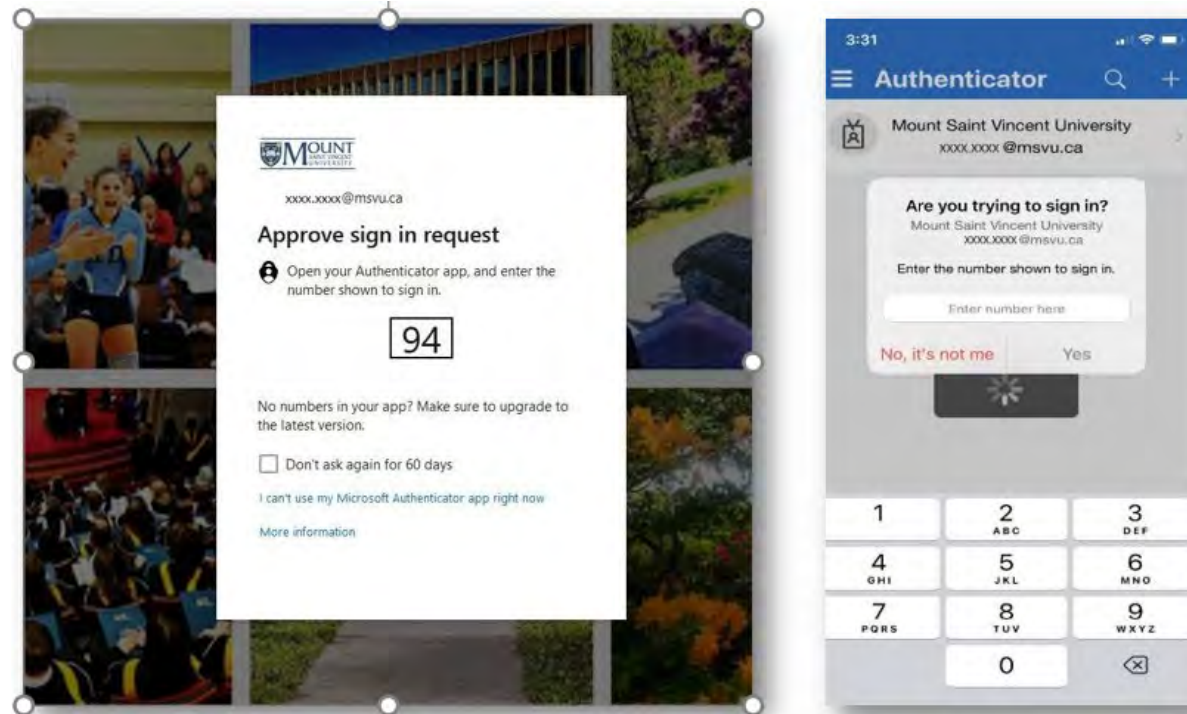 MOUNT
SAINT VINCENT
UNIVERSITY
xxxx.xxxx@msvu.ca
Approve sign in request
Open your Authenticator app, and enter the
number shown to sign in.
94
No numbers in your app? Make sure to upgrade to
the latest version.
Don't ask again for 60 days
I can't use my Microsoft Authenticator app right now
More information
3:31
Authenticator
Mount Saint Vincent University
xxxx.xxxx @msvu.ca
Are you trying to sign in?
Mount Saint Vincent University
xxxx.xxxx @msvu.ca
Enter the number shown to sign in.
Enter number here
No, it's not me Yes
1 2 3
ABC DEF
4 5 6
GHI JKL MNO
7 8 9
PQRS TUV WXYZ
0